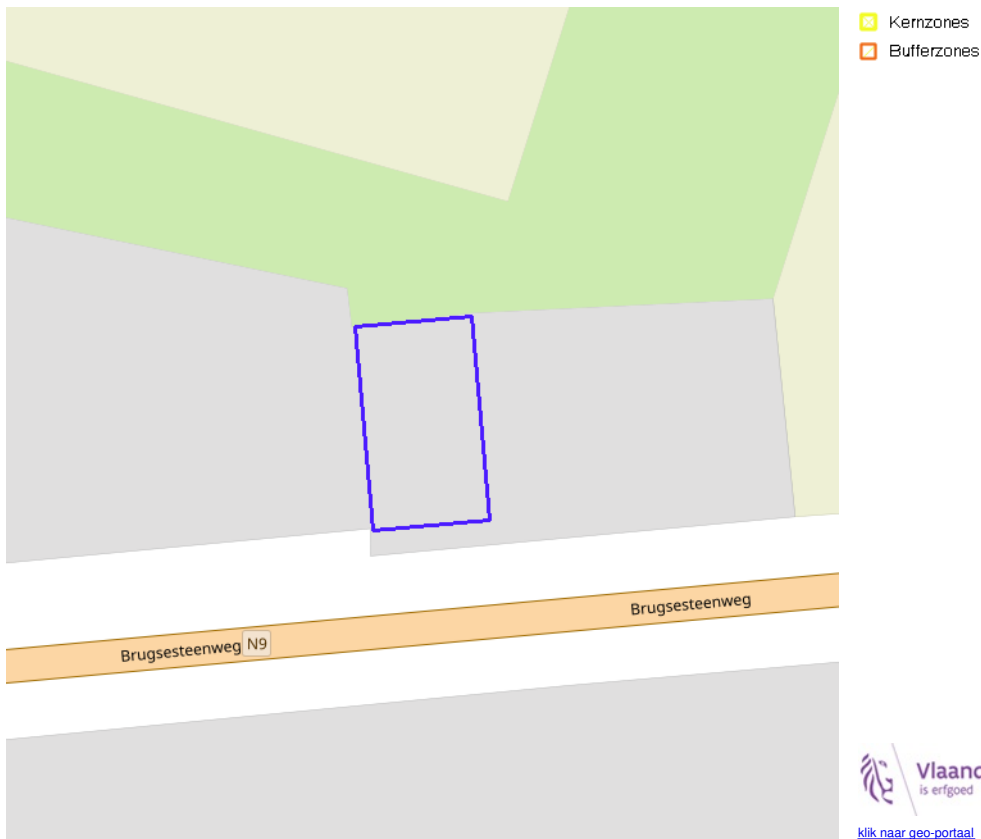 Kernzones
Bufferzones
Brugsesteenweg
Brugsesteenweg N9
is erfgoed
klik naar geo-portaal